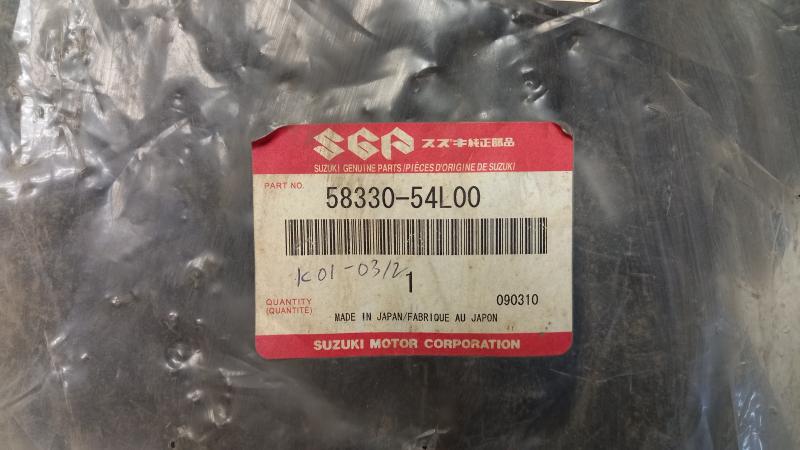 SGP スズキ純正部品
SUZUKI GENUINE PARTS/PIÈCES D'ORIGINE DE SUZUKI
PART NO. 58330-54L00
K01-03/2
1
QUANTITY
(QUANTITÉ)
090310
MADE IN JAPAN/FABRIQUE AU JAPON
SUZUKI MOTOR CORPORATION